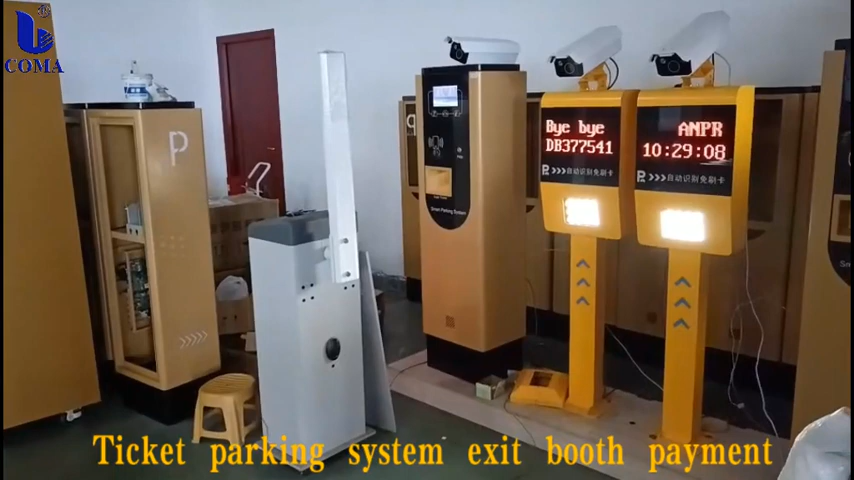 ®
COMA
P
P
Smart Parking System
Bye bye
DB377541
P >>>自动识别免刷卡
ANPR
10:29:08
P >>>自动识别免刷卡
Ticket parking system exit booth payment